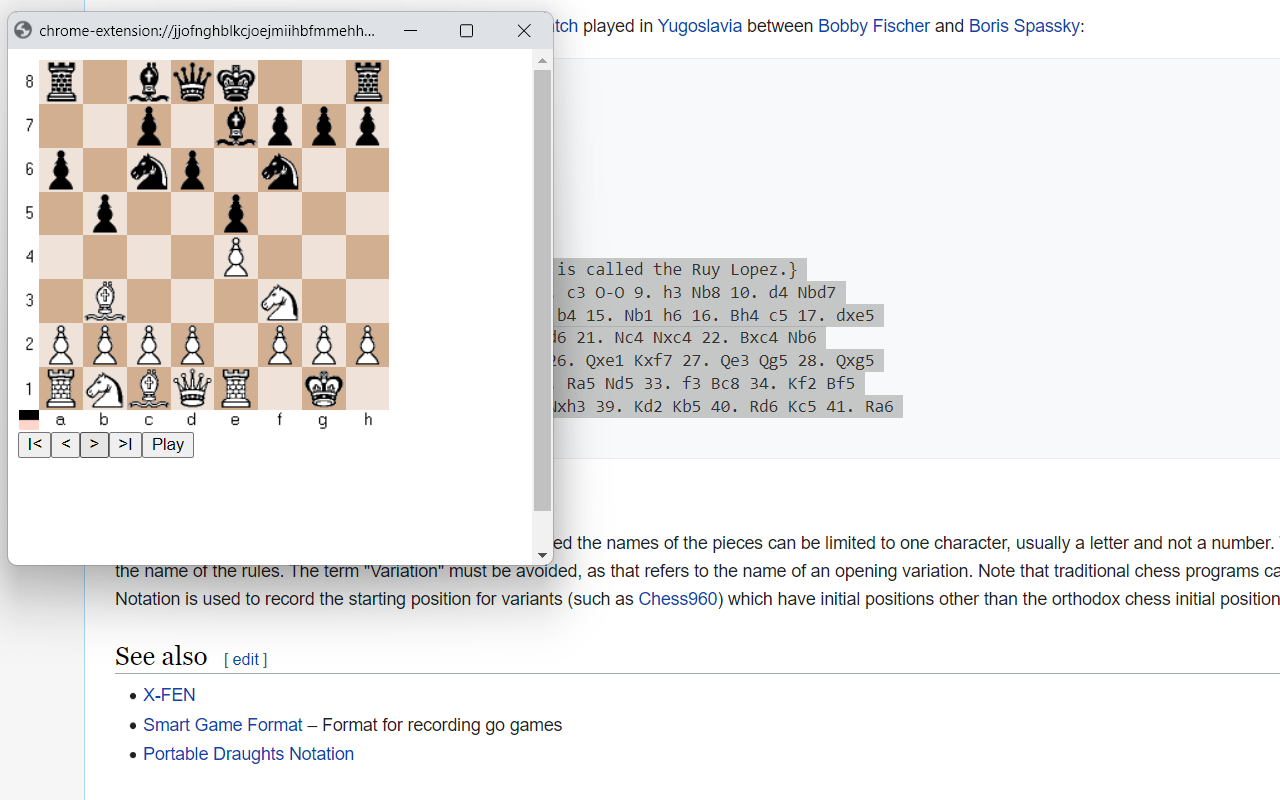 chrome-extension://jjjofnghblkcjoejmiihbfmmehh...
played in Yugoslavia between Bobby Fischer and Boris Spassky:
8
7
6
5
4
3
2
1
a b c d e f g h
|< < > >| Play
is called the Ruy Lopez.}
c3 O-O 9. h3 Nb8 10. d4 Nbd7
b4 15. Nb1 h6 16. Bh4 c5 17. dxe5
21. Nc4 Nxc4 22. Bxc4 Nb6
26. Qxe1 Kxf7 27. Qe3 Qg5 28. Qxg5
Ra5 Nd5 33. f3 Bc8 34. Kf2 Bf5
Nxh3 39. Kd2 Kb5 40. Rd6 Kc5 41. Ra6
the names of the pieces can be limited to one character, usually a letter and not a number.
the name of the rules. The term "Variation" must be avoided, as that refers to the name of an opening variation. Note that traditional chess programs ca
Notation is used to record the starting position for variants (such as Chess960) which have initial positions other than the orthodox chess initial position
See also [ edit ]
• X-FEN
• Smart Game Format – Format for recording go games
• Portable Draughts Notation